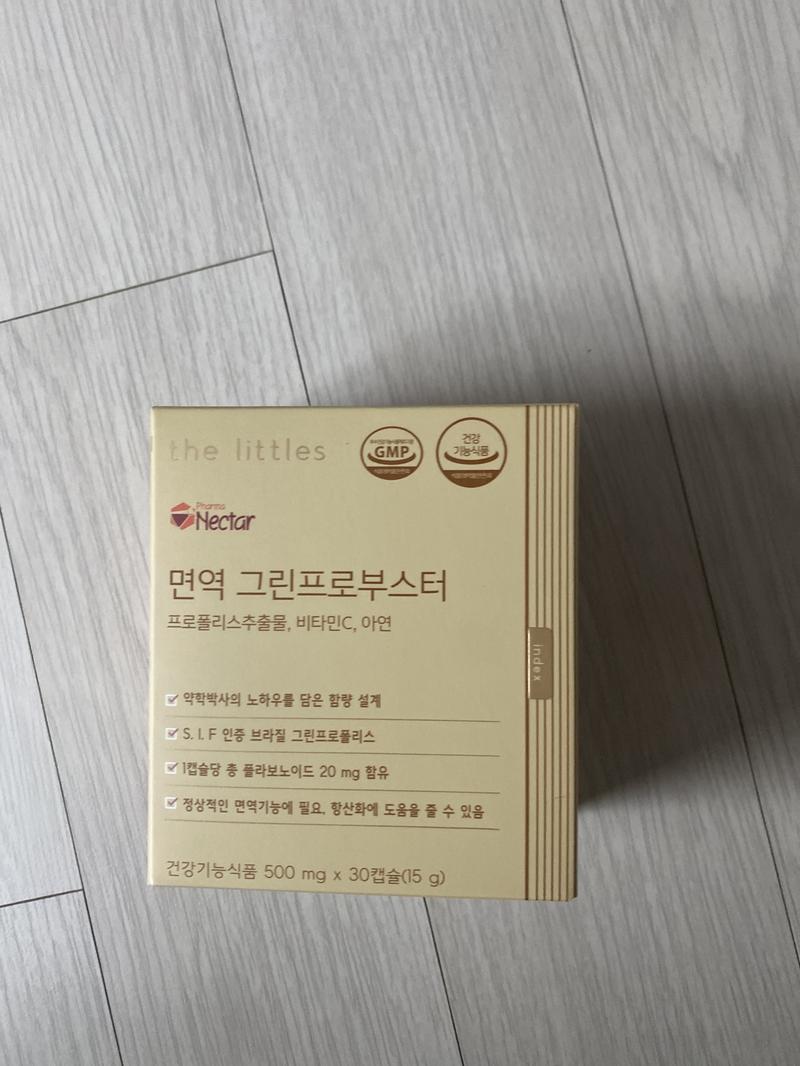 the littles
GMP
건강
기능식품
Pharma
Nectar
면역 그린프로부스터
프로폴리스추출물, 비타민C, 아연
index
약학박사의 노하우를 담은 함량 설계
S. I. F 인증 브라질 그린프로폴리스
1캡슐당 총 플라보노이드 20 mg 함유
정상적인 면역기능에 필요, 항산화에 도움을 줄 수 있음
건강기능식품 500 mg x 30캡슐(15 g)